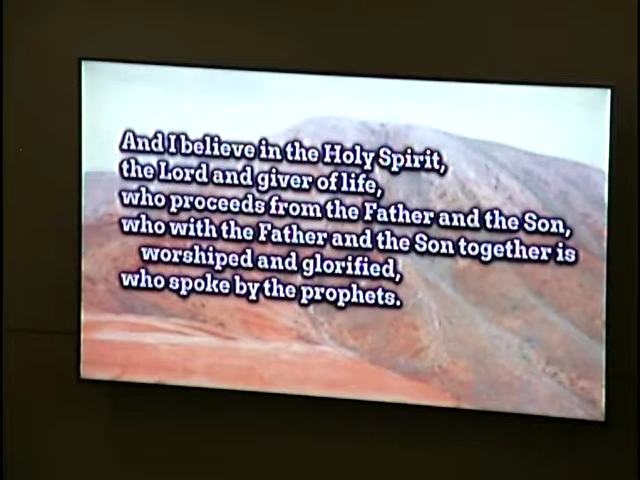 And I believe in the Holy Spirit,
the Lord and giver of life,
who proceeds from the Father and the Son,
who with the Father and the Son together is
worshiped and glorified,
who spoke by the prophets.